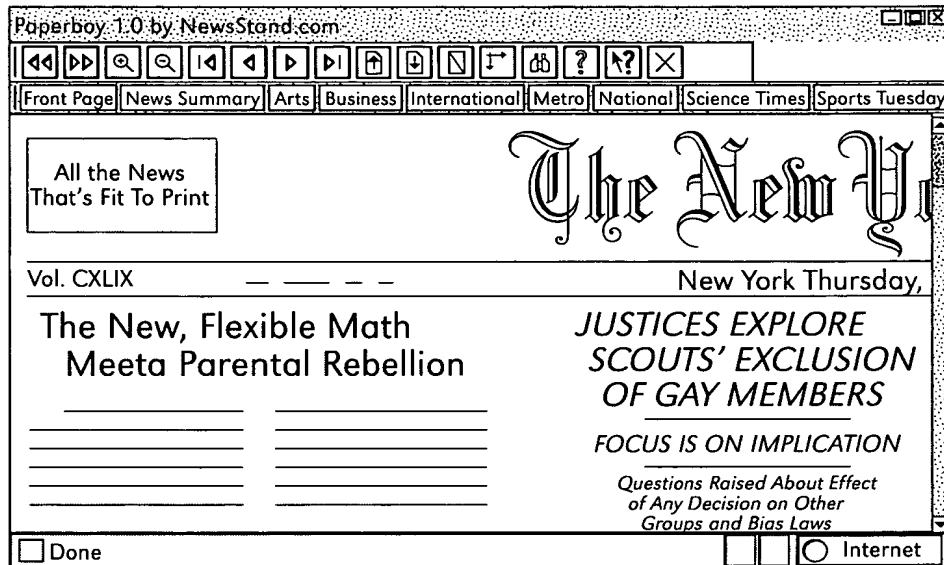 Paperboy 1.0 by NewsStand.com
Front Page News Summary Arts Business International Metro National Science Times Sports Tuesday
All the News
That's Fit To Print
The New Yo
Vol. CXLIX
New York Thursday,
The New, Flexible Math
Meeta Parental Rebellion
JUSTICES EXPLORE
SCOUTS' EXCLUSION
OF GAY MEMBERS
FOCUS IS ON IMPLICATION
Questions Raised About Effect
of Any Decision on Other
Groups and Bias Laws
Done
Internet